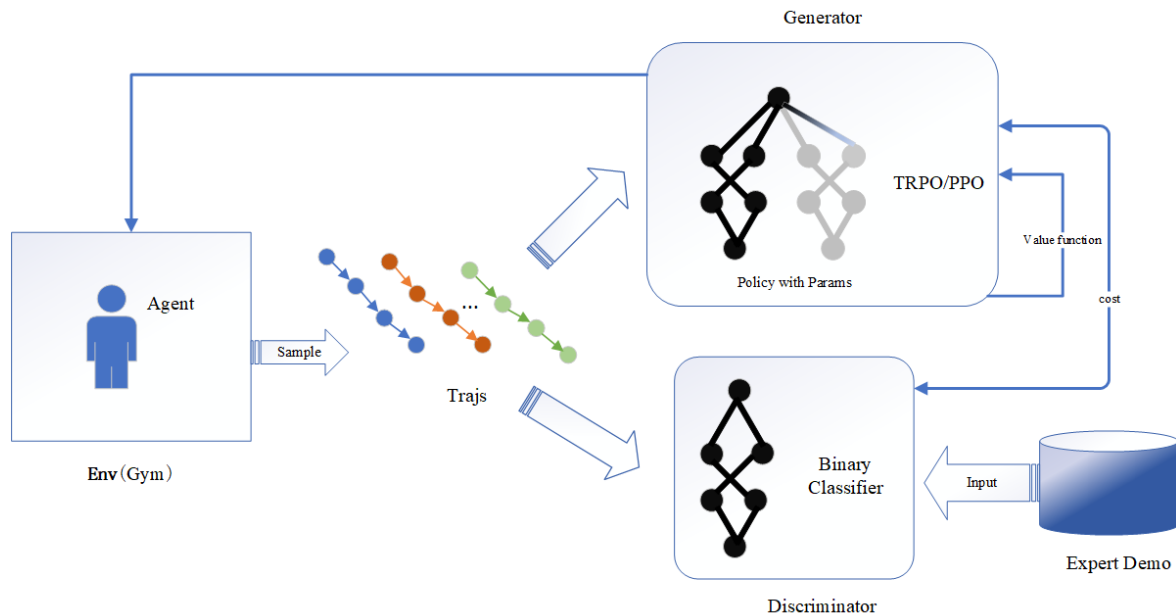 Generator
TRPO/PPO
Value function
Policy with Params
cost
Agent
Sample
...
Trajs
Env(Gym)
Binary
Classifier
Input
Expert Demo
Discriminator